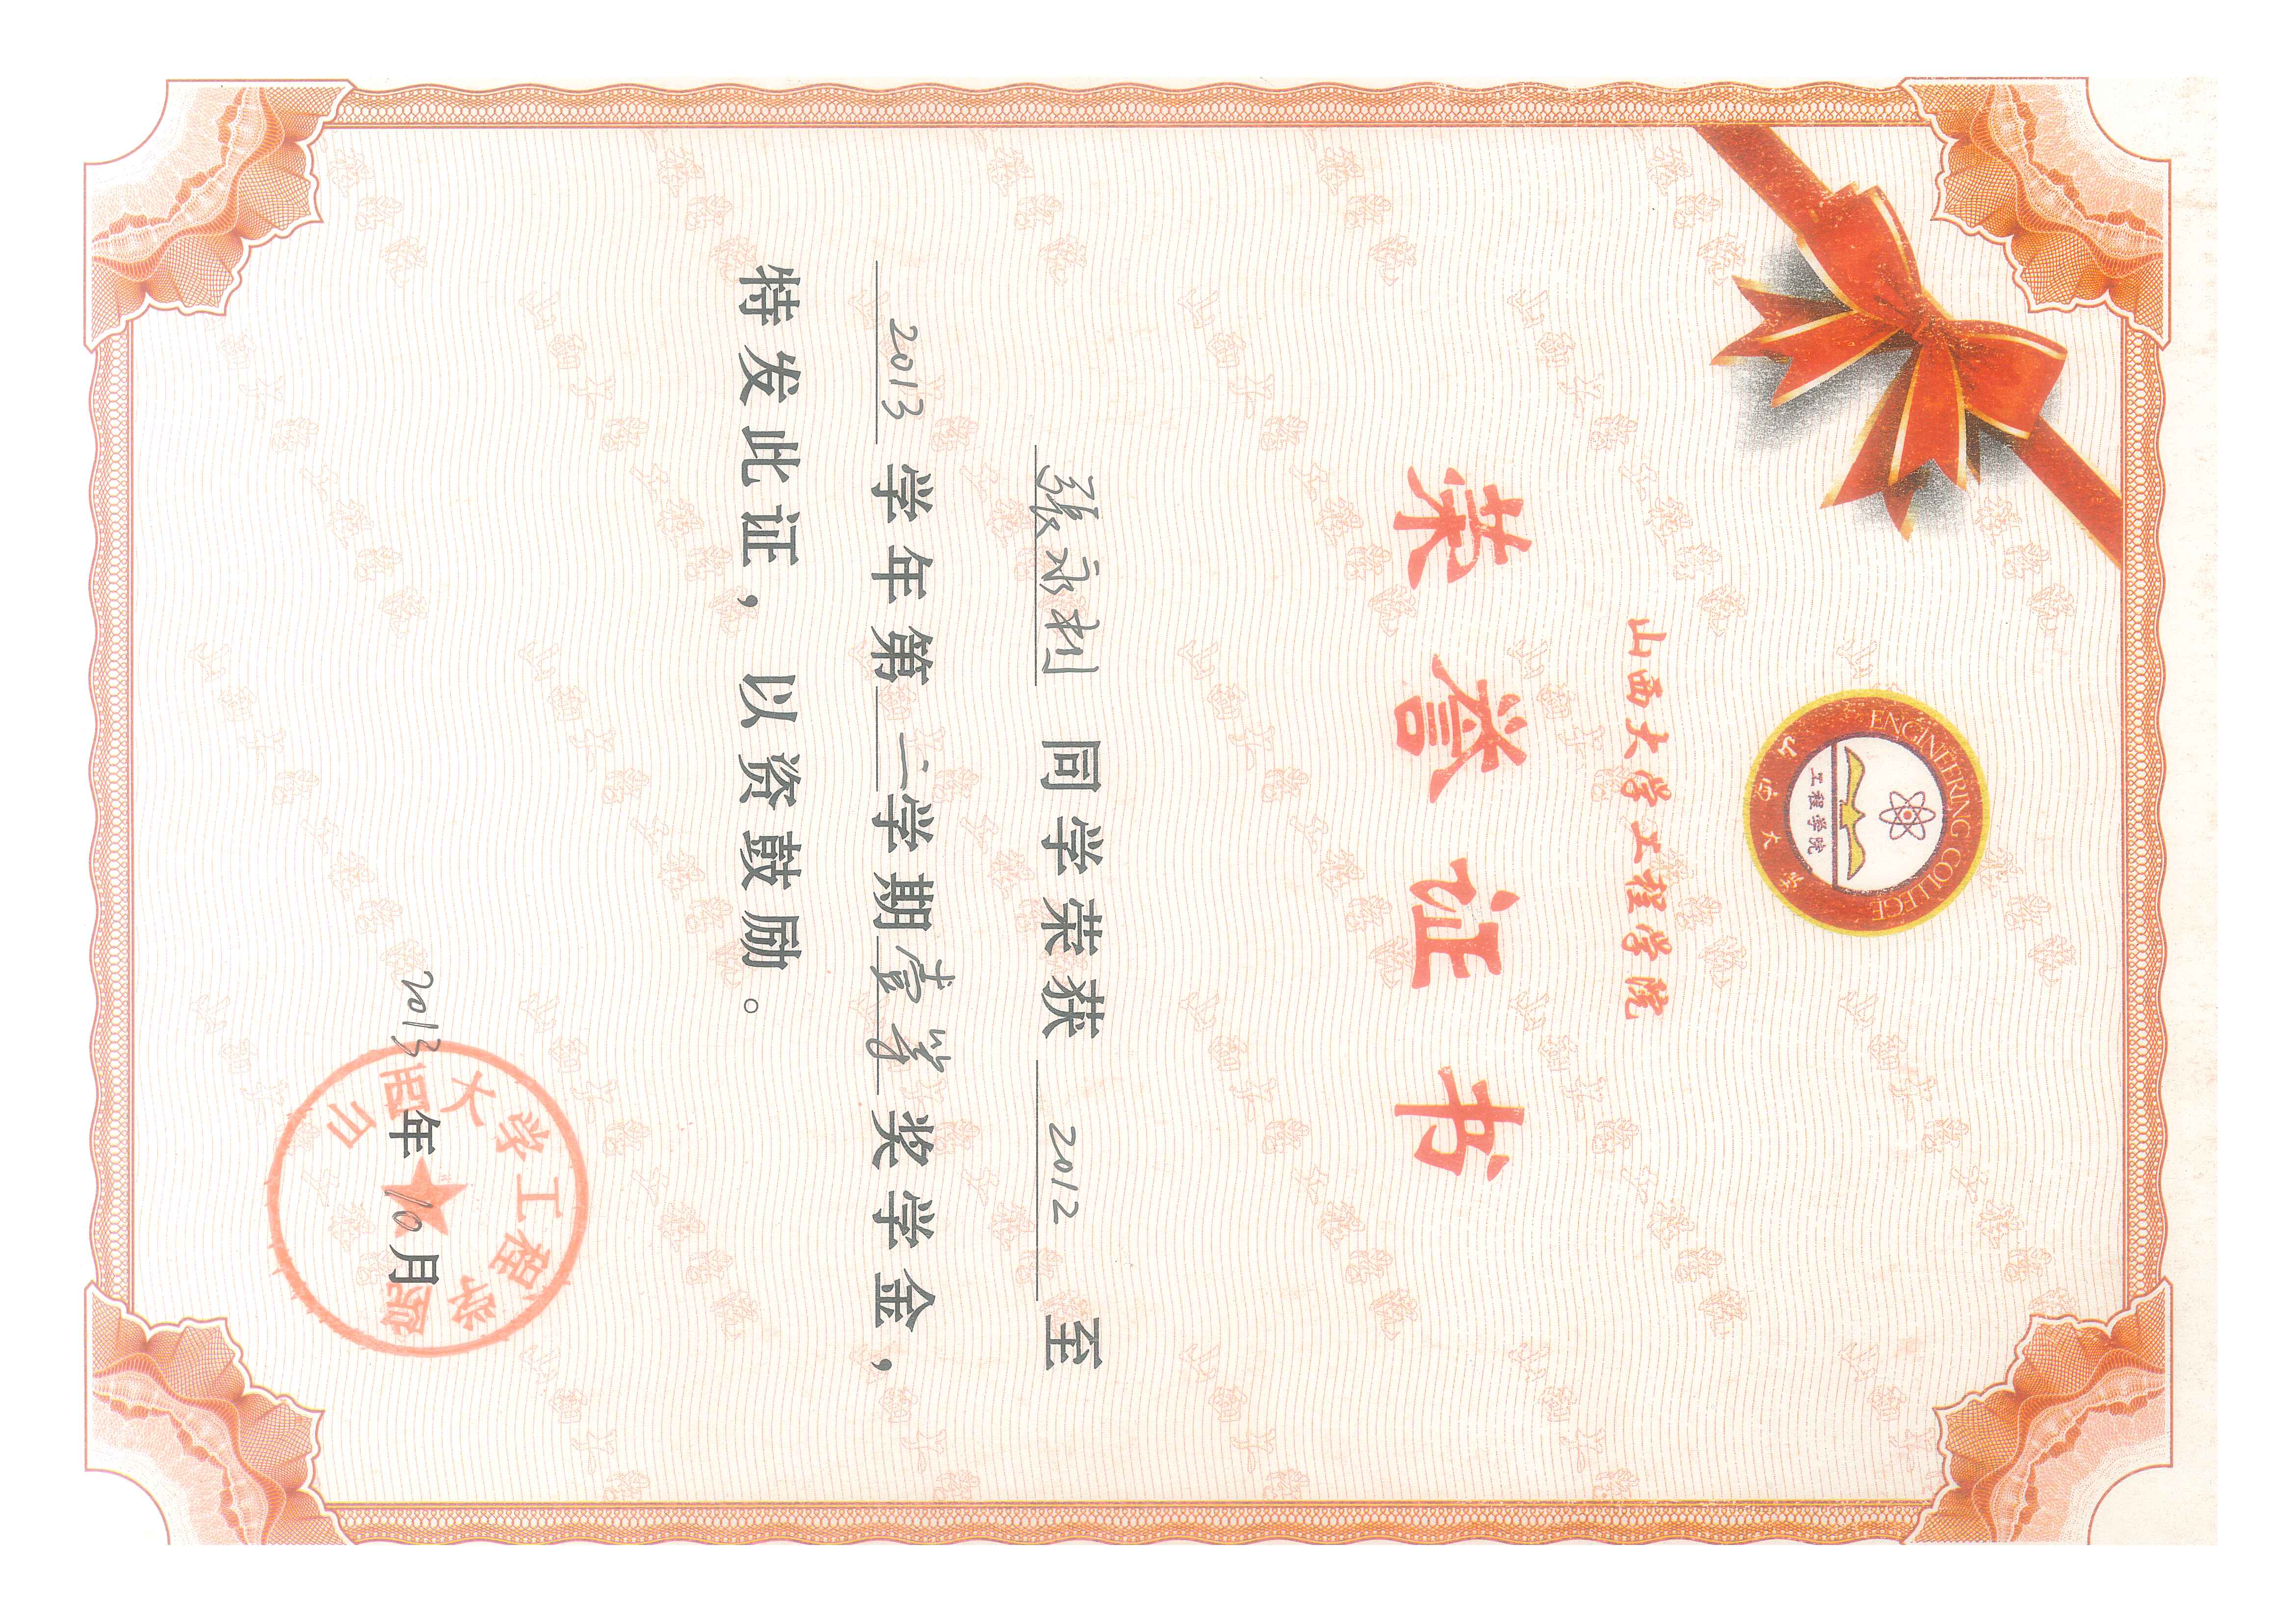 ENGINEERING COLLEGE
山西大学
工程学院
山西大学工程学院
荣誉证书
张永利 同学荣获 2012 至
2013 学年第 二 学期 壹等 奖学金,
特发此证，以资鼓励。
2013 年 10 月
山西大学工程学院